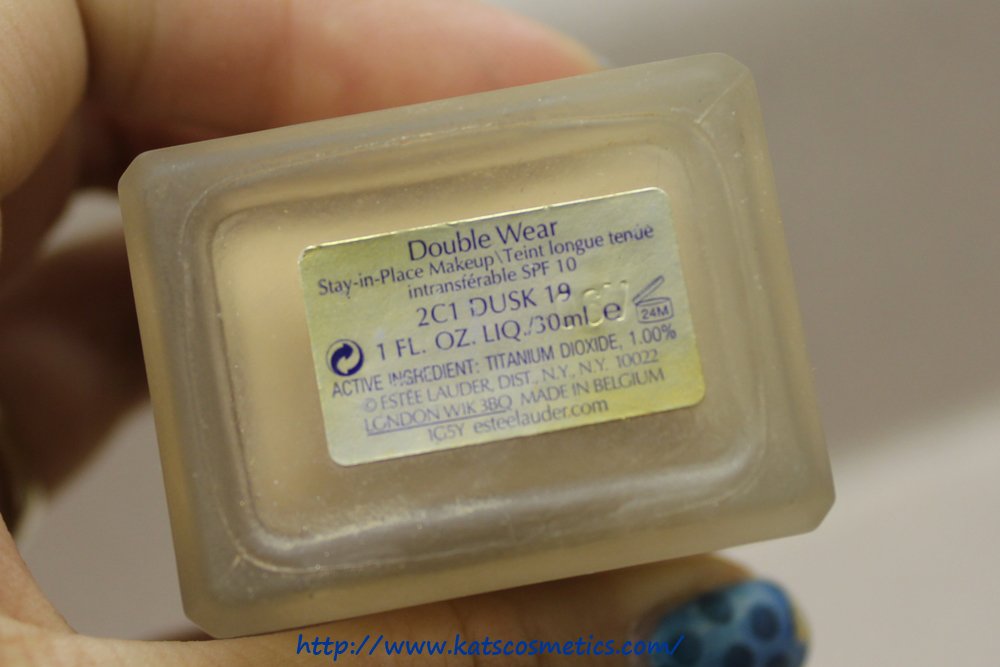 Double Wear
Stay-in-Place Makeup\Teint longue tenue
intransférable SPF 10
2C1 DUSK 19
1 FL. OZ. LIQ./30ml e 24M
ACTIVE INGREDIENT: TITANIUM DIOXIDE, 1.00%
© ESTĒE LAUDER, DIST., N.Y., N.Y. 10022
LONDON W1K 3BQ MADE IN BELGIUM
1G5Y esteelauder.com
http://www.katscosmetics.com/